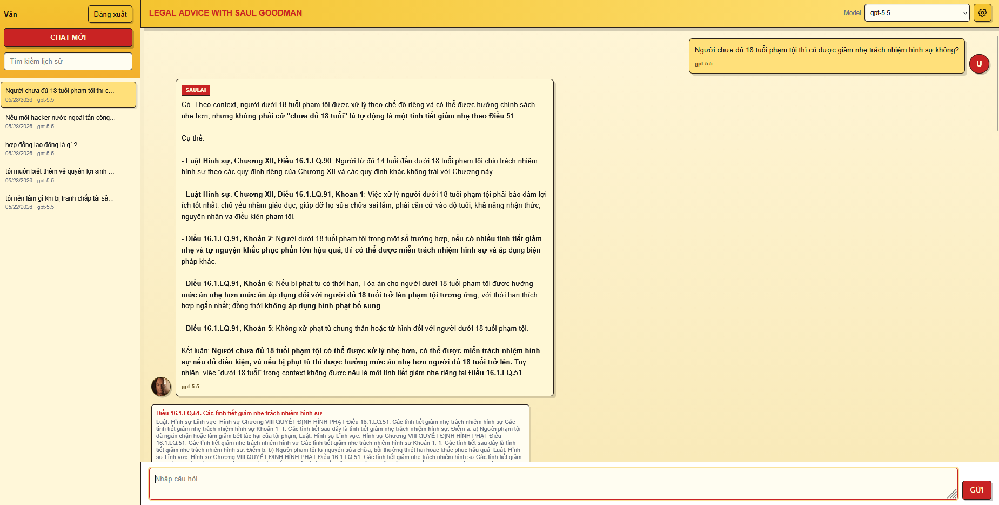 Văn
Đăng xuất
CHAT MỚI
Tìm kiếm lịch sử
Người chưa đủ 18 tuổi phạm tội thì c...
05/28/2026 · gpt-5.5
Nếu một hacker nước ngoài tấn công...
05/28/2026 · gpt-5.5
hợp đồng lao động là gì ?
05/28/2026 · gpt-5.5
tôi muốn biết thêm về quyền lợi sinh ...
05/23/2026 · gpt-5.5
tôi nên làm gì khi bị tranh chấp tài sả...
05/22/2026 · gpt-5.5
LEGAL ADVICE WITH SAUL GOODMAN
Model
gpt-5.5
Người chưa đủ 18 tuổi phạm tội thì có được giảm nhẹ trách nhiệm hình sự không?
gpt-5.5
U
SAULAI
Có. Theo context, người dưới 18 tuổi phạm tội được xử lý theo chế độ riêng và có thể được hưởng chính sách
nhẹ hơn, nhưng không phải cứ “chưa đủ 18 tuổi” là tự động là một tình tiết giảm nhẹ theo Điều 51.
Cụ thể:
- Luật Hình sự, Chương XII, Điều 16.1.LQ.90: Người từ đủ 14 tuổi đến dưới 18 tuổi phạm tội chịu trách nhiệm
hình sự theo các quy định riêng của Chương XII và các quy định khác không trái với Chương này.
- Luật Hình sự, Chương XII, Điều 16.1.LQ.91, Khoản 1: Việc xử lý người dưới 18 tuổi phạm tội phải bảo đảm lợi
ích tốt nhất, chủ yếu nhằm giáo dục, giúp đỡ họ sửa chữa sai lầm; phải căn cứ vào độ tuổi, khả năng nhận thức,
nguyên nhân và điều kiện phạm tội.
- Điều 16.1.LQ.91, Khoản 2: Người dưới 18 tuổi phạm tội trong một số trường hợp, nếu có nhiều tình tiết giảm
nhẹ và tự nguyện khắc phục phần lớn hậu quả, thì có thể được miễn trách nhiệm hình sự và áp dụng biện
pháp khác.
- Điều 16.1.LQ.91, Khoản 6: Nếu bị phạt tù có thời hạn, Tòa án cho người dưới 18 tuổi phạm tội được hưởng
mức án nhẹ hơn mức án áp dụng đối với người đủ 18 tuổi trở lên phạm tội tương ứng, với thời hạn thích
hợp ngắn nhất; đồng thời không áp dụng hình phạt bổ sung.
- Điều 16.1.LQ.91, Khoản 5: Không xử phạt tù chung thân hoặc tử hình đối với người dưới 18 tuổi phạm tội.
Kết luận: Người chưa đủ 18 tuổi phạm tội có thể được xử lý nhẹ hơn, có thể được miễn trách nhiệm hình
sự nếu đủ điều kiện, và nếu bị phạt tù thì được hưởng mức án nhẹ hơn người đủ 18 tuổi trở lên. Tuy
nhiên, việc “dưới 18 tuổi” trong context không được nêu là một tình tiết giảm nhẹ riêng tại Điều 16.1.LQ.51.
gpt-5.5
Điều 16.1.LQ.51. Các tình tiết giảm nhẹ trách nhiệm hình sự
Luật: Hình sự Lĩnh vực: Hình sự Chương VIII QUYẾT ĐỊNH HÌNH PHẠT Điều 16.1.LQ.51. Các tình tiết giảm nhẹ trách nhiệm hình sự Các
tình tiết giảm nhẹ trách nhiệm hình sự Khoản 1: 1. Các tình tiết sau đây là tình tiết giảm nhẹ trách nhiệm hình sự: Điểm a: a) Người phạm tội
đã ngăn chặn hoặc làm giảm bớt tác hại của tội phạm; Luật: Hình sự Lĩnh vực: Hình sự Chương VIII QUYẾT ĐỊNH HÌNH PHẠT Điều
16.1.LQ.51. Các tình tiết giảm nhẹ trách nhiệm hình sự Các tình tiết giảm nhẹ trách nhiệm hình sự Khoản 1: 1. Các tình tiết sau đây là tình
tiết giảm nhẹ trách nhiệm hình sự: Điểm b: b) Người phạm tội tự nguyện sửa chữa, bồi thường thiệt hại hoặc khắc phục hậu quả; Luật: Hình
sự Lĩnh vực: Hình sự Chương VIII QUYẾT ĐỊNH HÌNH PHẠT Điều 16.1.LQ.51. Các tình tiết giảm nhẹ trách nhiệm hình sự Các tình tiết giảm
Nhập câu hỏi
GỬI